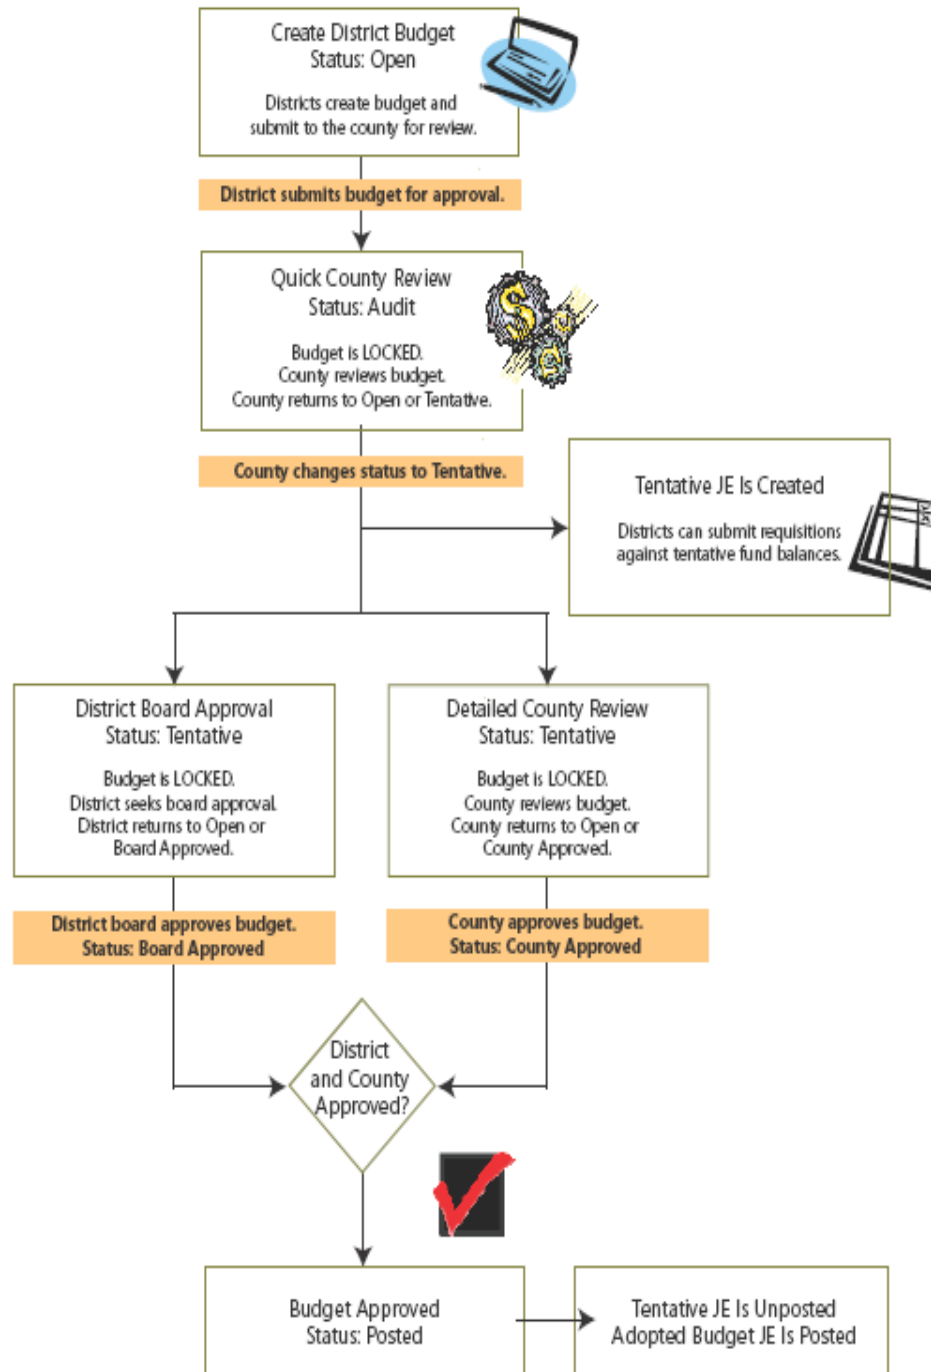 Create District Budget
Status: Open
Districts create budget and
submit to the county for review.
District submits budget for approval.
Quick County Review
Status: Audit
Budget is LOCKED.
County reviews budget.
County returns to Open or Tentative.
County changes status to Tentative.
Tentative JE Is Created
Districts can submit requisitions
against tentative fund balances.
District Board Approval
Status: Tentative
Budget is LOCKED.
District seeks board approval.
District returns to Open or
Board Approved.
Detailed County Review
Status: Tentative
Budget is LOCKED.
County reviews budget.
County returns to Open or
County Approved.
District board approves budget.
Status: Board Approved
County approves budget.
Status: County Approved
District
and County
Approved?
Budget Approved
Status: Posted
Tentative JE Is Unposted
Adopted Budget JE Is Posted